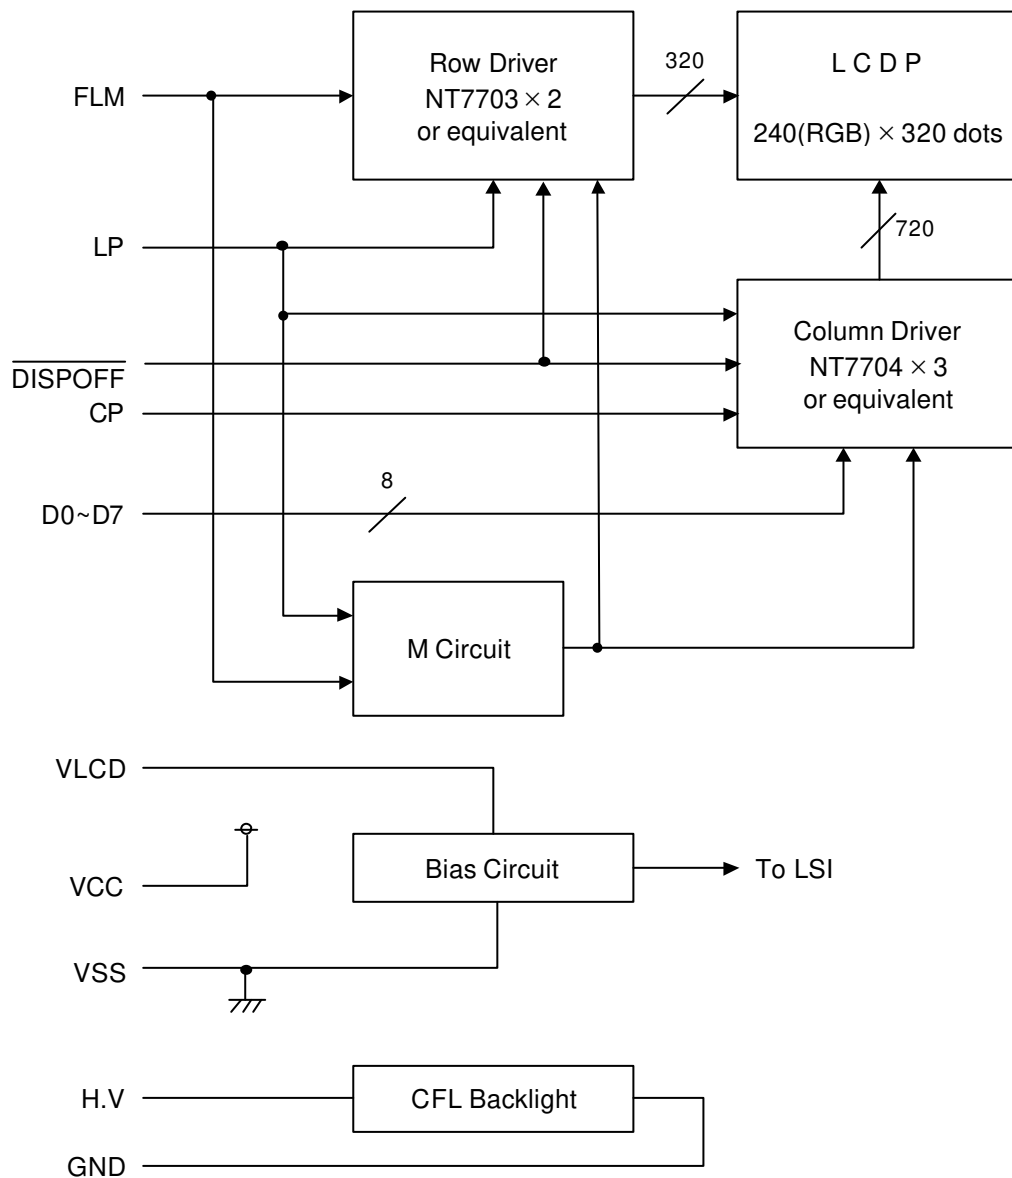 FLM
Row Driver
NT7703 × 2
or equivalent
320
L C D P
240(RGB) × 320 dots
LP
720
Column Driver
NT7704 × 3
or equivalent
DISPOFF
CP
8
D0~D7
M Circuit
VLCD
VCC
Bias Circuit
To LSI
VSS
H.V
CFL Backlight
GND